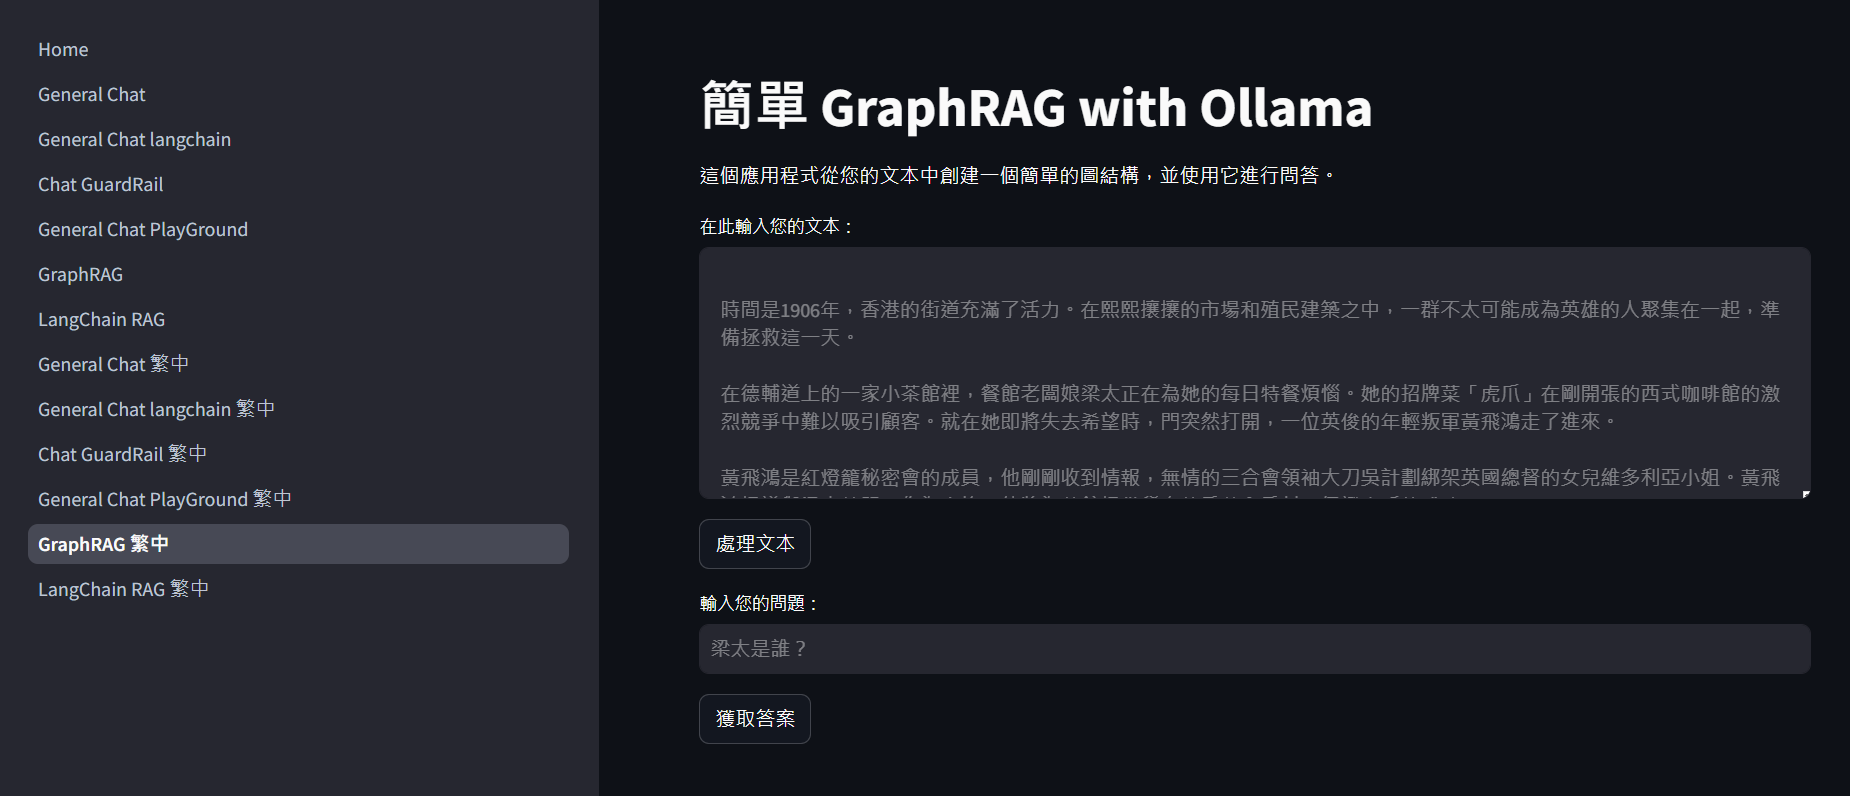 Home
General Chat
General Chat langchain
Chat GuardRail
General Chat PlayGround
GraphRAG
LangChain RAG
General Chat 繁中
General Chat langchain 繁中
Chat GuardRail 繁中
General Chat PlayGround 繁中
GraphRAG 繁中
LangChain RAG 繁中
簡單 GraphRAG with Ollama
這個應用程式從您的文本中創建一個簡單的圖結構，並使用它進行問答。
在此輸入您的文本：
時間是1906年，香港的街道充滿了活力。在熙熙攘攘的市場和殖民建築之中，一群不太可能成為英雄的人聚集在一起，準
備拯救這一天。
在德輔道上的一家小茶館裡，餐館老闆娘梁太正在為她的每日特餐煩惱。她的招牌菜「虎爪」在剛開張的西式咖啡館的激
烈競爭中難以吸引顧客。就在她即將失去希望時，門突然打開，一位英俊的年輕叛軍黃飛鴻走了進來。
黃飛鴻是紅燈籠秘密會的成員，他剛剛收到情報，無情的三合會領袖大刀吳計劃綁架英國總督的女兒維多利亞小姐。黃飛
處理文本
輸入您的問題：
梁太是誰？
獲取答案